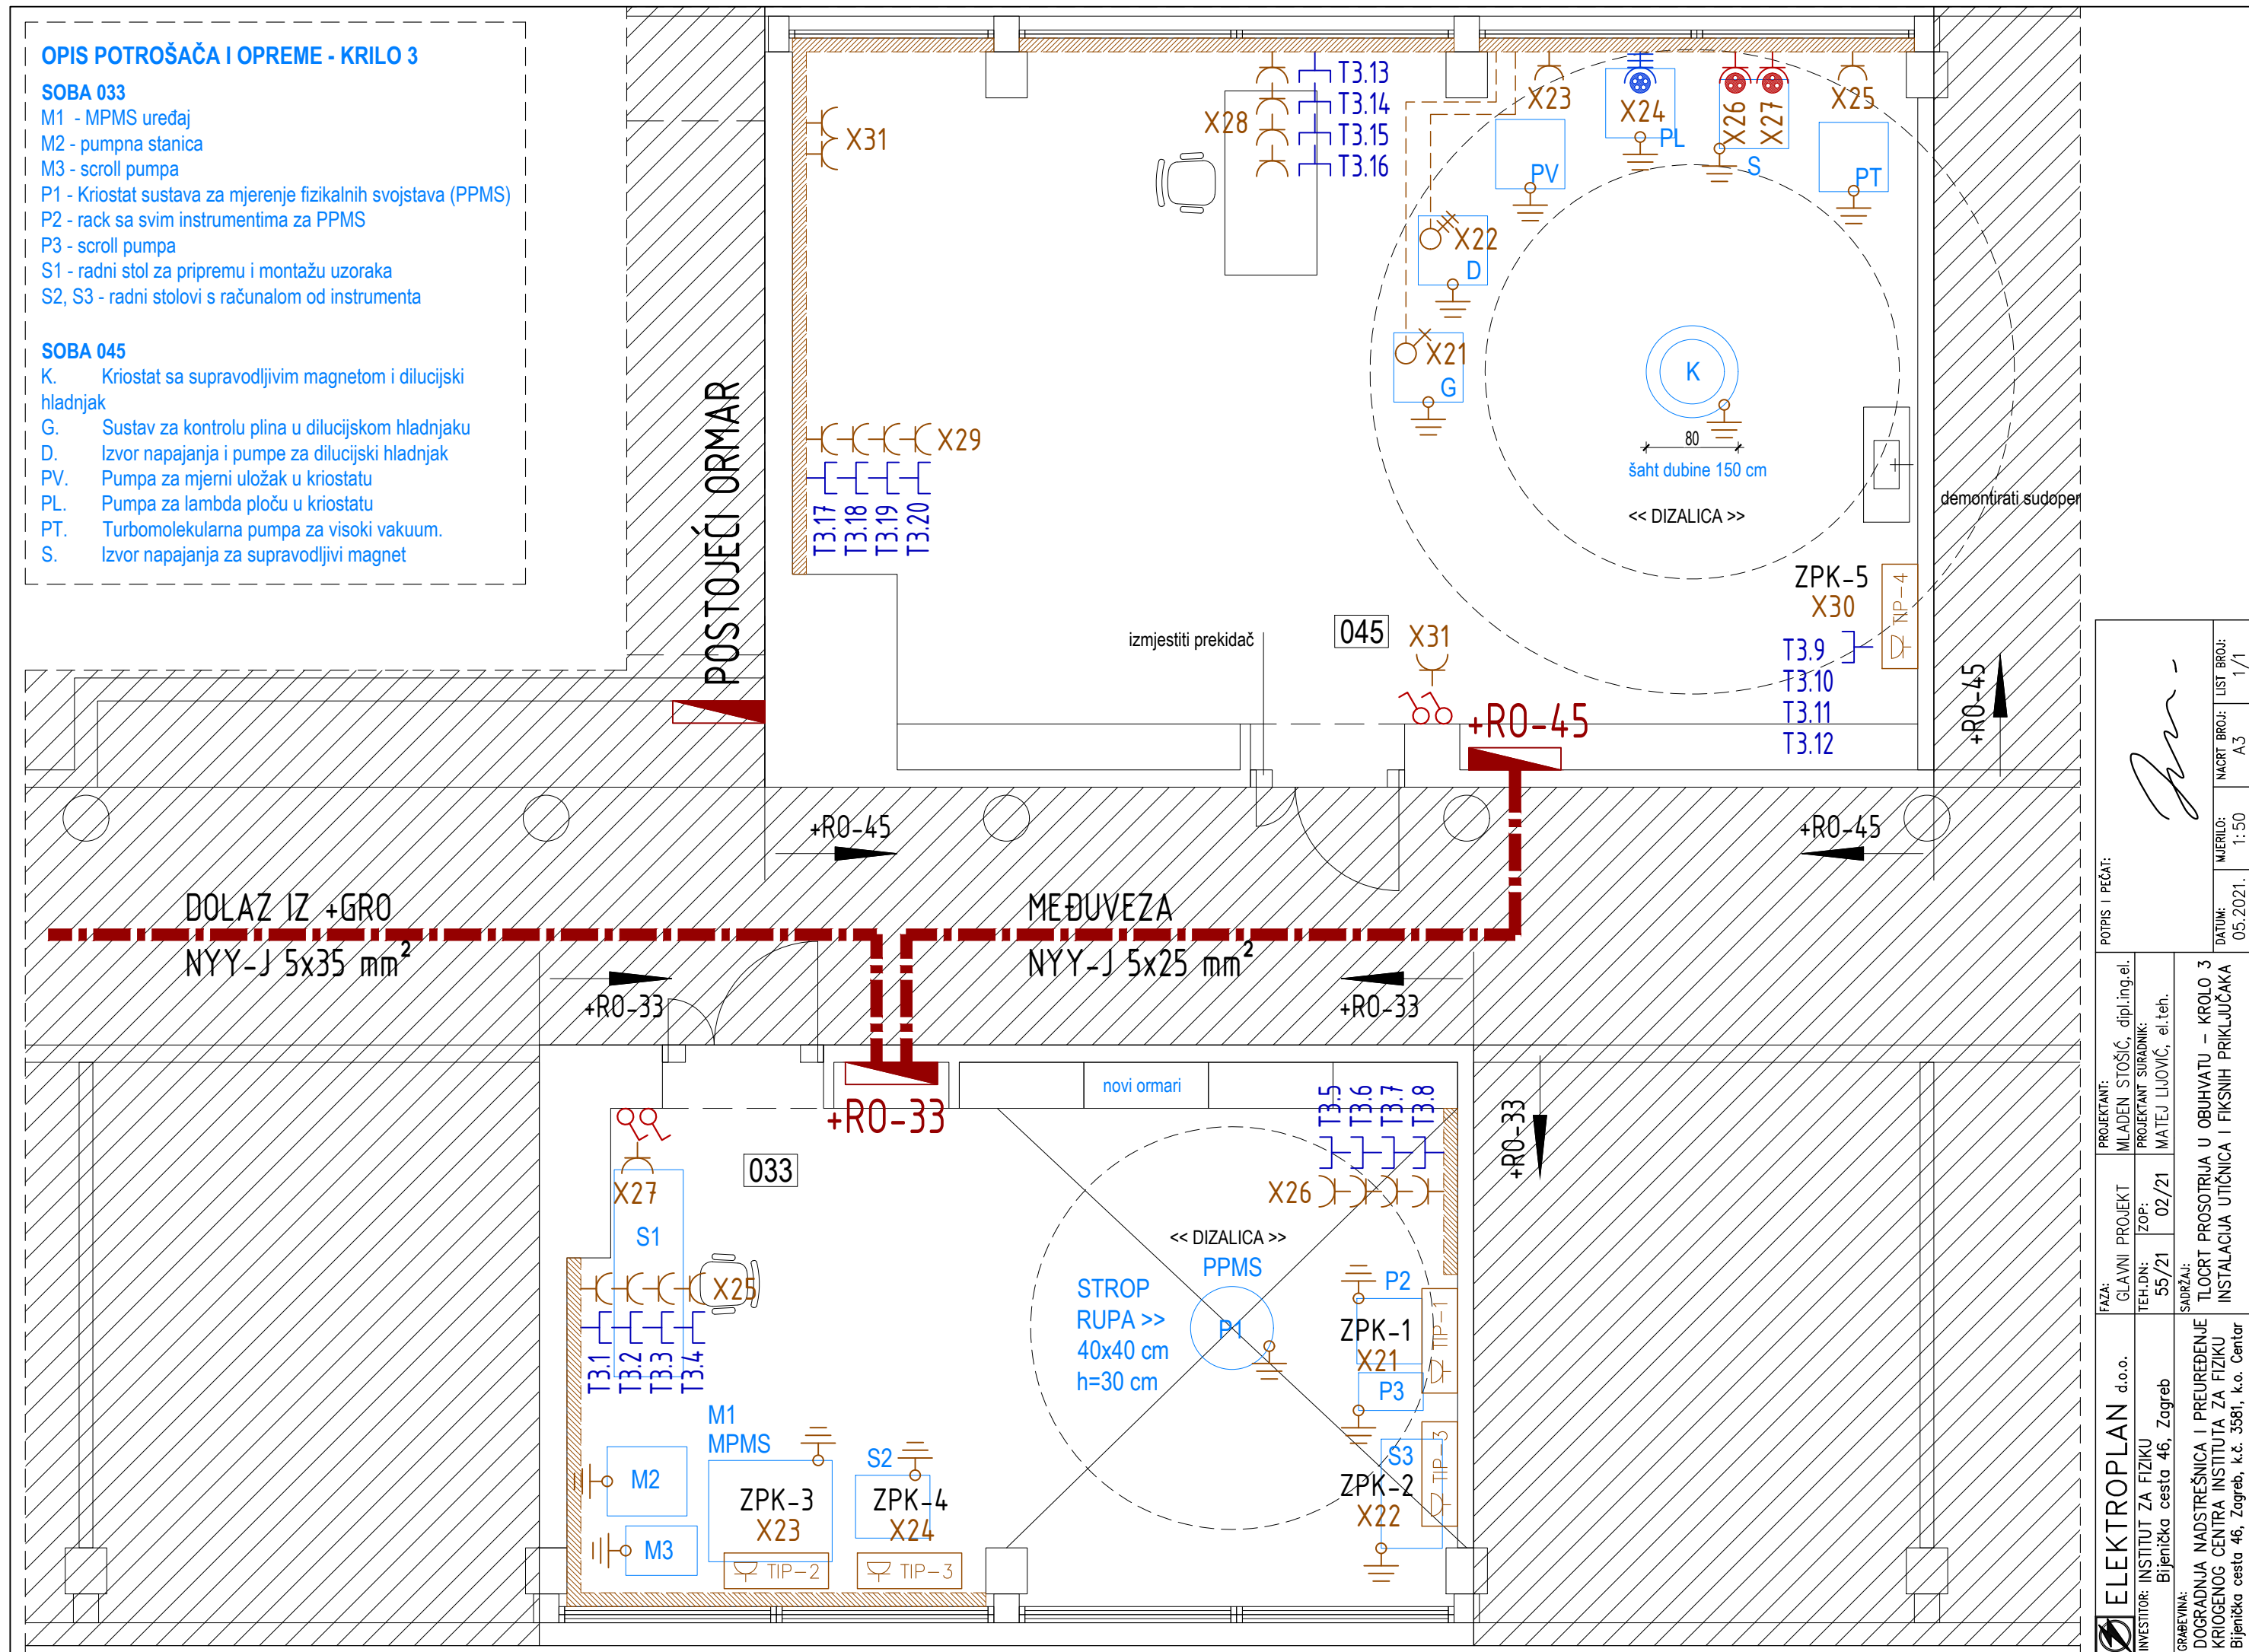 OPIS POTROŠAČA I OPREME - KRILO 3
SOBA 033
M1 - MPMS uređaj
M2 - pumpna stanica
M3 - scroll pumpa
P1 - Kriostat sustava za mjerenje fizikalnih svojstava (PPMS)
P2 - rack sa svim instrumentima za PPMS
P3 - scroll pumpa
S1 - radni stol za pripremu i montažu uzoraka
S2, S3 - radni stolovi s računalom od instrumenta
SOBA 045
K. Kriostat sa supravodljivim magnetom i dilucijski
hladnjak
G. Sustav za kontrolu plina u dilucijskom hladnjaku
D. Izvor napajanja i pumpe za dilucijski hladnjak
PV. Pumpa za mjerni uložak u kriostatu
PL. Pumpa za lambda ploču u kriostatu
PT. Turbomolekularna pumpa za visoki vakuum.
S. Izvor napajanja za supravodljivi magnet
POSTOJEĆI ORMAR
X31
X28
T3.13
T3.14
T3.15
T3.16
X23
X24
X26
X27
X25
PV
PL
S
PT
X22
D
X21
G
K
80
šaht dubine 150 cm
<< DIZALICA >>
demontirati sudoper
X29
T3.17
T3.18
T3.19
T3.20
ZPK-5
X30
TIP-4
T3.9
T3.10
T3.11
T3.12
izmjestiti prekidač
045
X31
+RO-45
+RO-45
+RO-45
+RO-45
DOLAZ IZ +GRO
NYY-J 5x35 mm²
MEĐUVEZA
NYY-J 5x25 mm²
+RO-33
+RO-33
+RO-33
+RO-33
novi ormari
033
X27
S1
X25
T3.1
T3.2
T3.3
T3.4
T3.5
T3.6
T3.7
T3.8
X26
<< DIZALICA >>
PPMS
P1
STROP
RUPA >>
40x40 cm
h=30 cm
P2
ZPK-1
X21
TIP-1
P3
S3
ZPK-2
X22
TIP-3
M1
MPMS
M2
M3
ZPK-3
X23
TIP-2
S2
ZPK-4
X24
TIP-3
ELEKTROPLAN d.o.o.
INVESTITOR: INSTITUT ZA FIZIKU
Bijenička cesta 46, Zagreb
GRAĐEVINA:
DOGRADNJA NADSTREŠNICA I PREUREĐENJE
KRIOGENOG CENTRA INSTITUTA ZA FIZIKU
Bijenička cesta 46, Zagreb, k.č. 3581, k.o. Centar
FAZA:
GLAVNI PROJEKT
TEH.DN:
55/21
ZOP:
02/21
PROJEKTANT:
MLADEN STOŠIĆ, dipl.ing.el.
PROJEKTANT SURADNIK:
MATEJ LIJOVIĆ, el.teh.
SADRŽAJ:
TLOCRT PROSOTRIJA U OBUHVATU – KROLO 3
INSTALACIJA UTIČNICA I FIKSNIH PRIKLJUČAKA
POTPIS I PEČAT:
DATUM:
05.2021.
MJERILO:
1:50
NACRT BROJ:
A3
LIST BROJ:
1/1